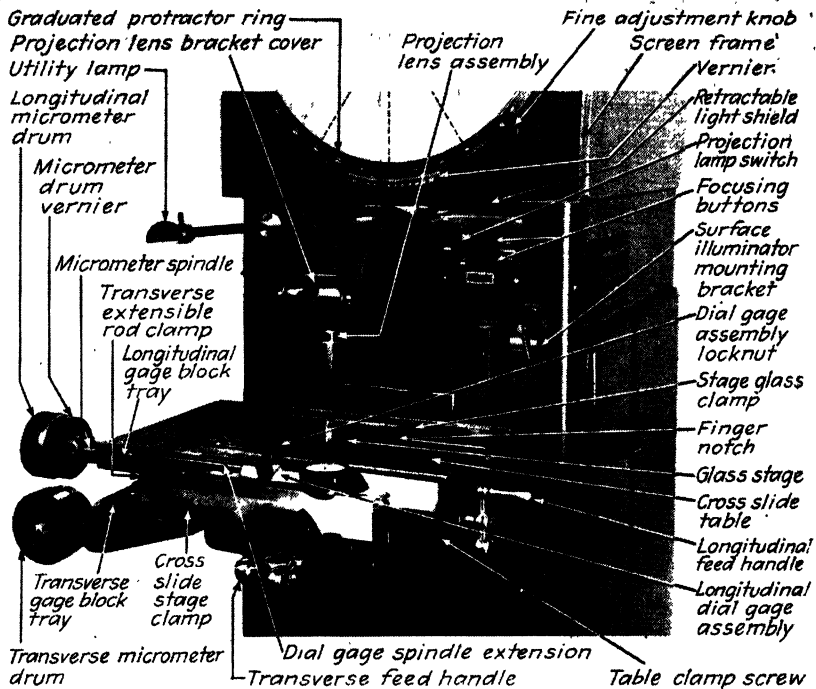 Graduated protractor ring
Projection lens bracket cover
Utility lamp
Longitudinal
micrometer
drum
Micrometer
drum
vernier
Micrometer spindle
Transverse
extensible
rod clamp
Longitudinal
gage block
tray
Projection
lens assembly
Fine adjustment knob
Screen frame
Vernier
Retractable
light shield
Projection
lamp switch
Focusing
buttons
Surface
illuminator
mounting
bracket
Dial gage
assembly
locknut
Stage glass
clamp
Finger
notch
Glass stage
Cross slide
table
Longitudinal
feed handle
Longitudinal
dial gage
assembly
Transverse
gage block
tray
Cross
slide
stage
clamp
Transverse micrometer
drum
Dial gage spindle extension
Transverse feed handle
Table clamp screw